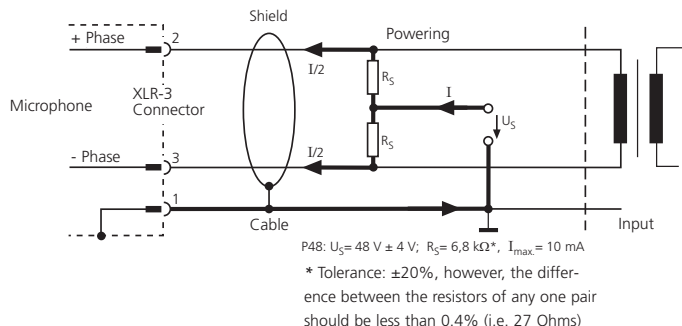 Shield
+ Phase
2
Powering
I/2
R_S
I
Microphone
XLR-3
Connector
U_S
R_S
- Phase
3
I/2
1
Cable
Input
P48: U_S= 48 V ± 4 V; R_S= 6,8 kΩ*, I_max.= 10 mA
* Tolerance: ±20%, however, the differ-
ence between the resistors of any one pair
should be less than 0.4% (i.e. 27 Ohms)